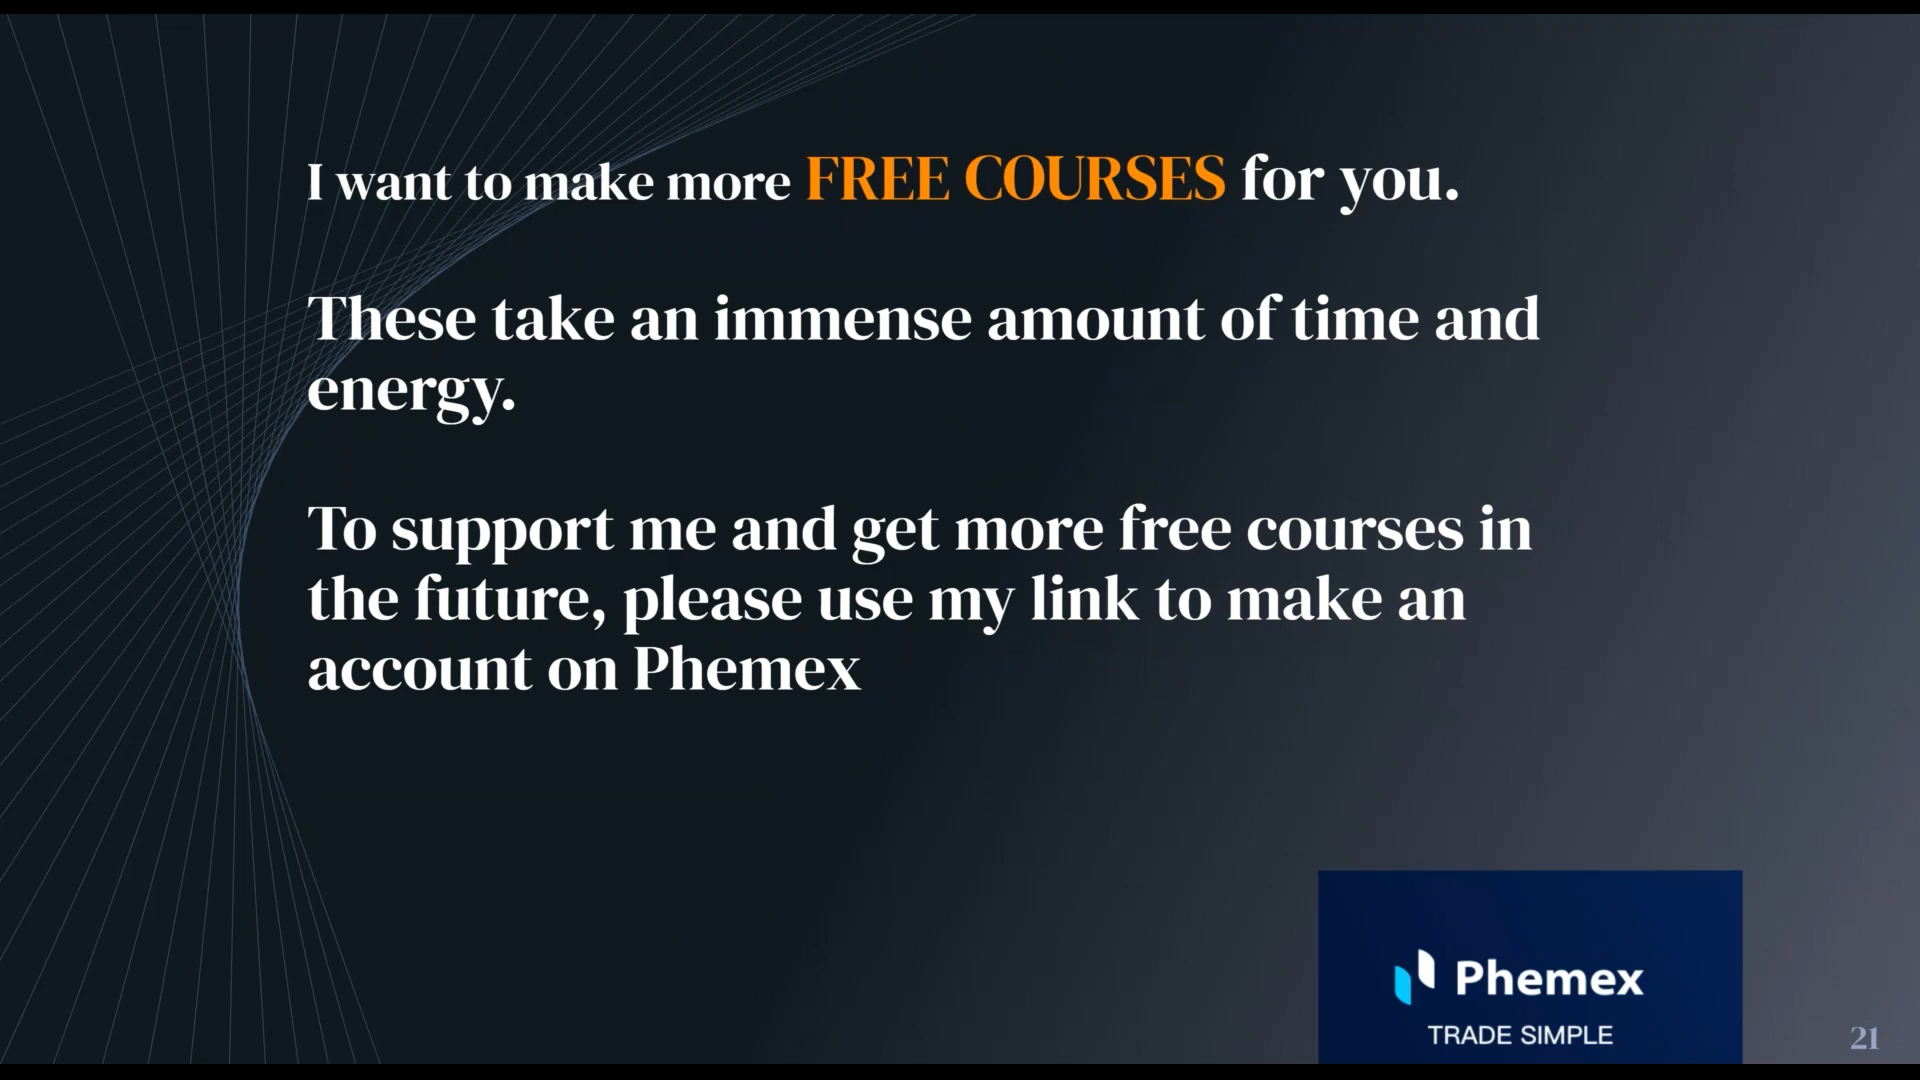 I want to make more FREE COURSES for you.
These take an immense amount of time and
energy.
To support me and get more free courses in
the future, please use my link to make an
account on Phemex
Phemex
TRADE SIMPLE
21